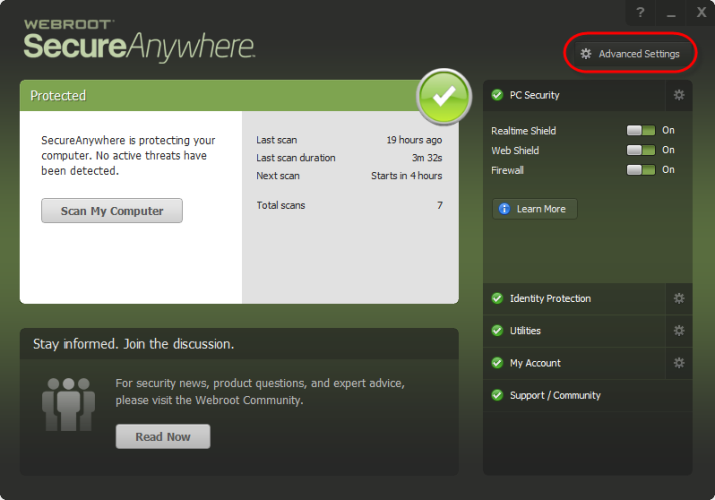 WEBROOT
SecureAnywhere
? _ X
Advanced Settings
Protected
SecureAnywhere is protecting your
computer. No active threats have
been detected.
Scan My Computer
Last scan 19 hours ago
Last scan duration 3m 32s
Next scan Starts in 4 hours
Total scans 7
PC Security
Realtime Shield On
Web Shield On
Firewall On
Learn More
Identity Protection
Utilities
My Account
Support / Community
Stay informed. Join the discussion.
For security news, product questions, and expert advice,
please visit the Webroot Community.
Read Now